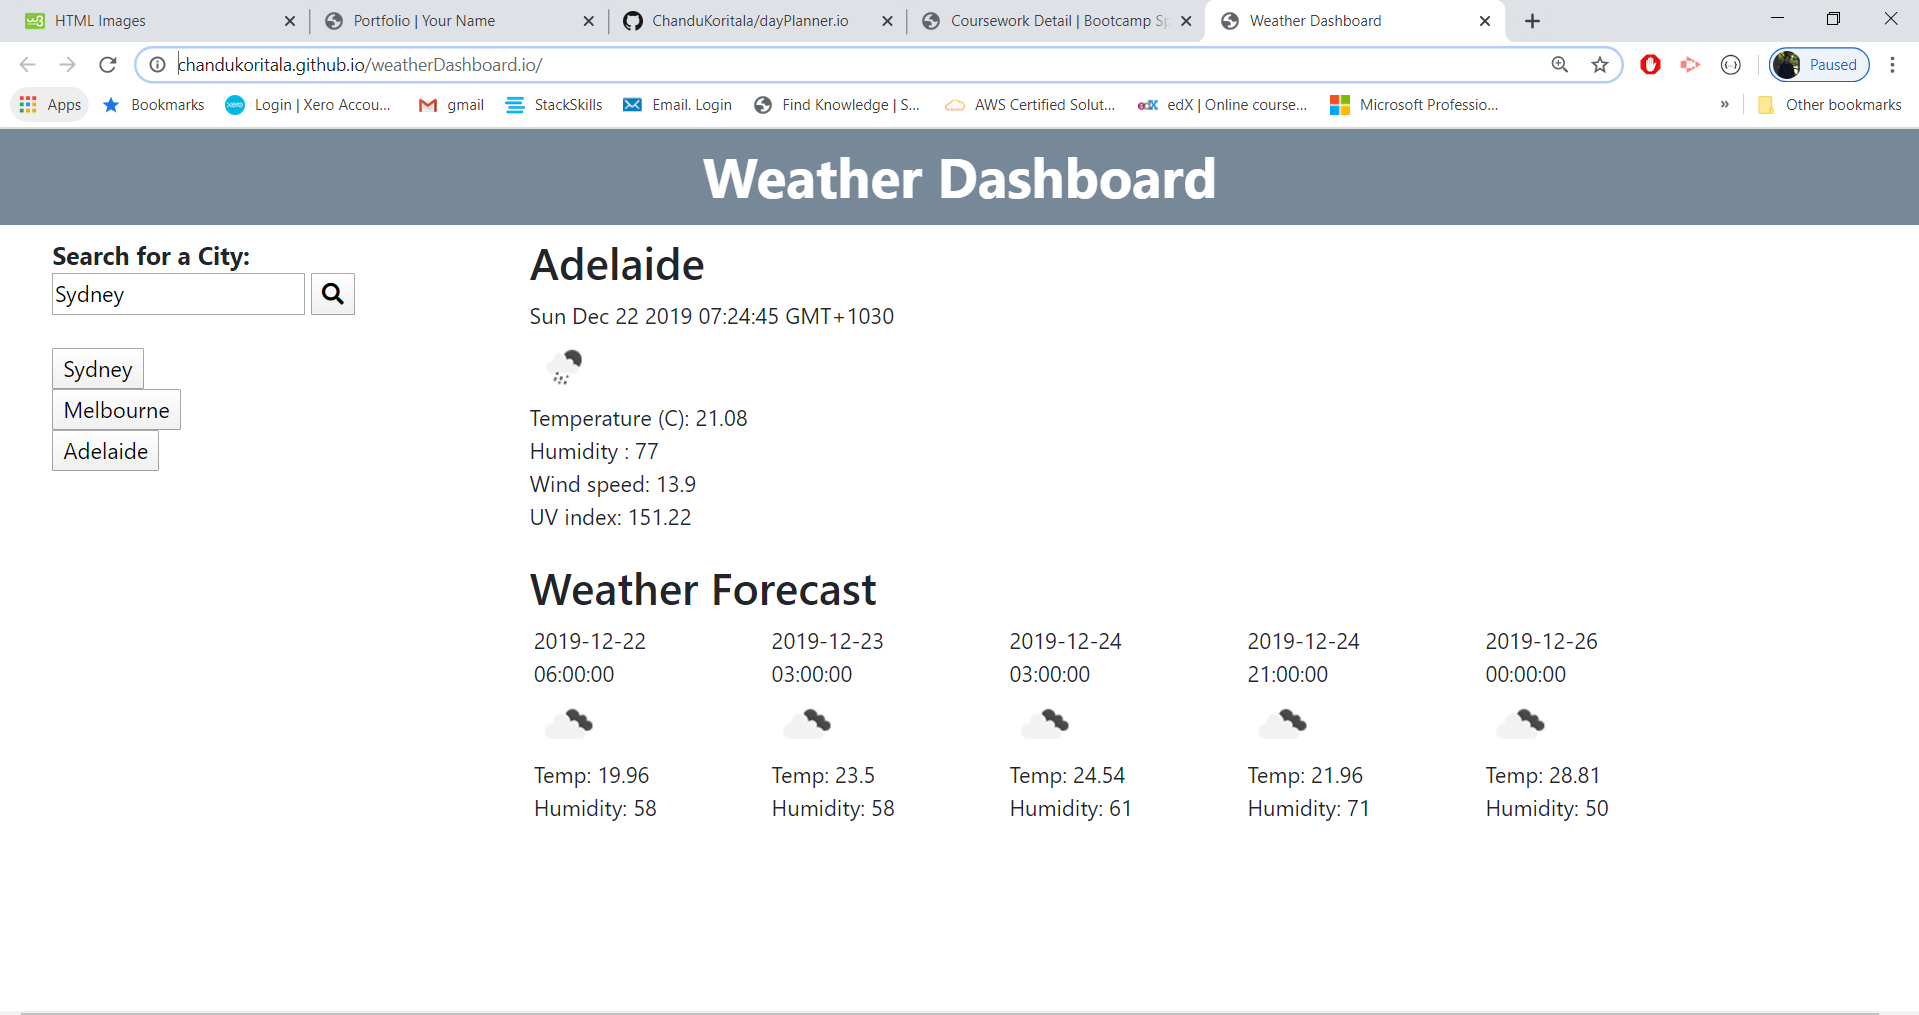 HTML Images
Portfolio | Your Name
ChanduKoritala/dayPlanner.io
Coursework Detail | Bootcamp Sp
Weather Dashboard
chandukoritala.github.io/weatherDashboard.io/
Paused
Apps
Bookmarks
Login | Xero Accou...
gmail
StackSkills
Email. Login
Find Knowledge | S...
AWS Certified Solut...
edX | Online course...
Microsoft Professio...
»
Other bookmarks
Weather Dashboard
Search for a City:
Sydney
Sydney
Melbourne
Adelaide
Adelaide
Sun Dec 22 2019 07:24:45 GMT+1030
Temperature (C): 21.08
Humidity : 77
Wind speed: 13.9
UV index: 151.22
Weather Forecast
2019-12-22 2019-12-23 2019-12-24 2019-12-24 2019-12-26
06:00:00 03:00:00 03:00:00 21:00:00 00:00:00
Temp: 19.96 Temp: 23.5 Temp: 24.54 Temp: 21.96 Temp: 28.81
Humidity: 58 Humidity: 58 Humidity: 61 Humidity: 71 Humidity: 50